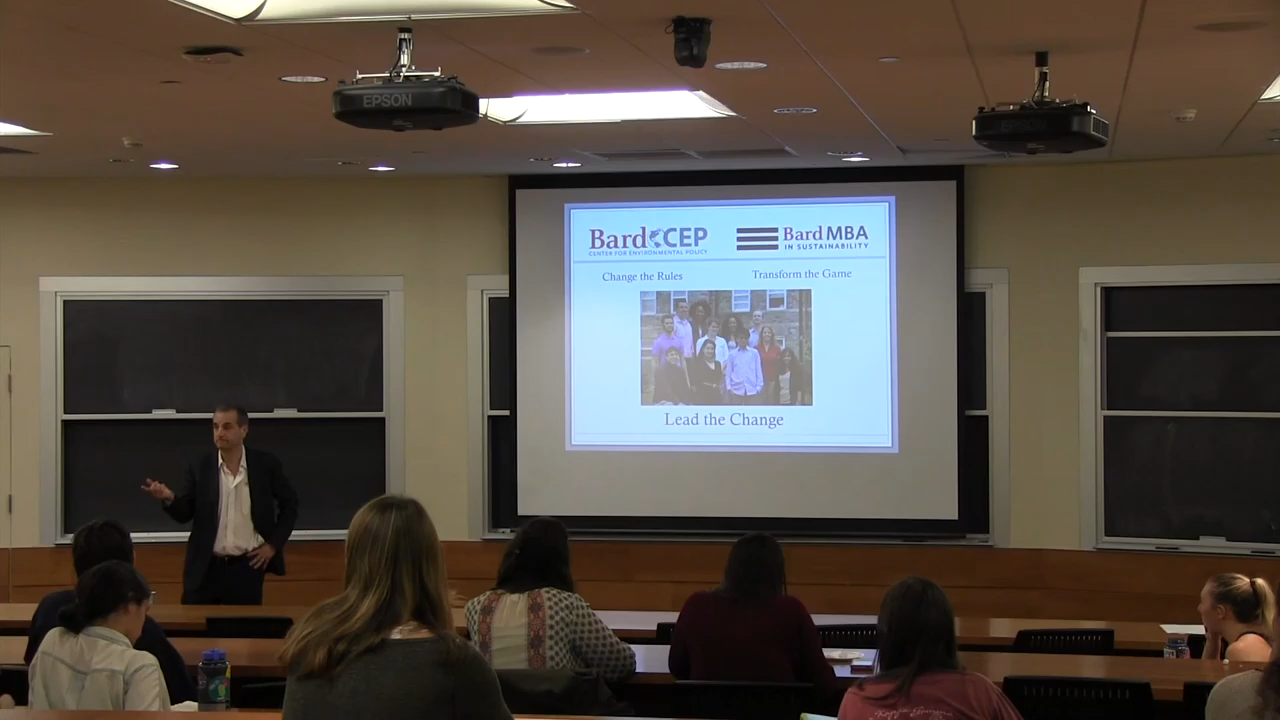 EPSON
EPSON
Bard CEP
CENTER FOR ENVIRONMENTAL POLICY
Bard MBA
IN SUSTAINABILITY
Change the Rules
Transform the Game
Lead the Change